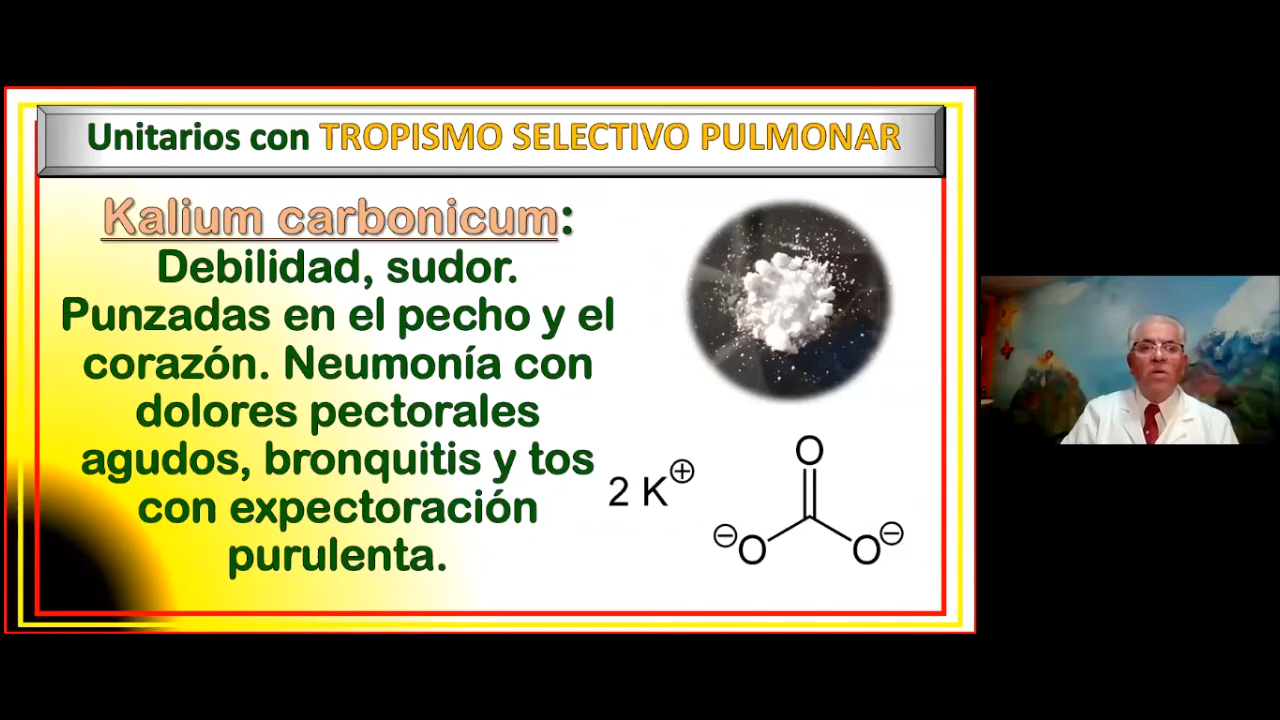 Unitarios con TROPISMO SELECTIVO PULMONAR
Kalium carbonicum:
Debilidad, sudor.
Punzadas en el pecho y el
corazón. Neumonía con
dolores pectorales
agudos, bronquitis y tos
con expectoración
purulenta.
O
2 K⊕
⊖O O⊖